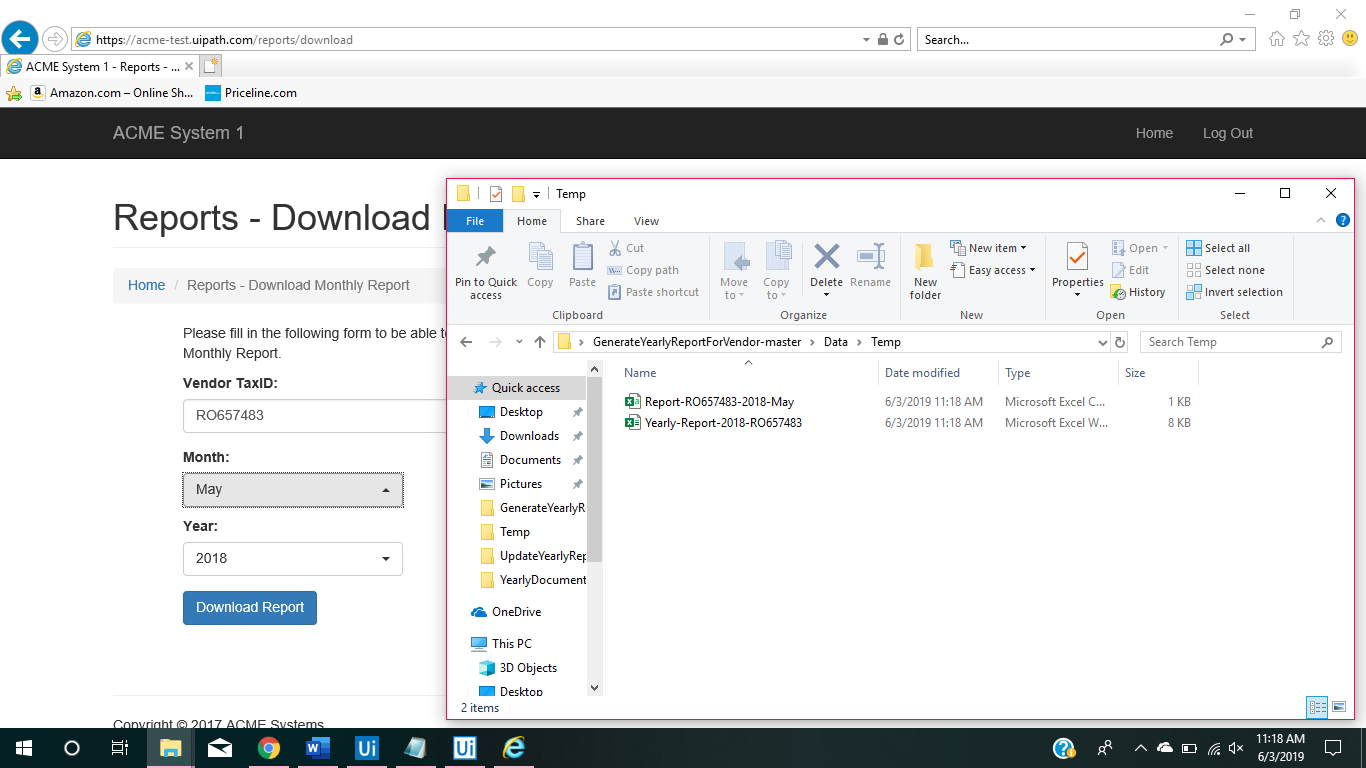 https://acme-test.uipath.com/reports/download
Search...
ACME System 1 - Reports - ...
Amazon.com – Online Sh...
Priceline.com
ACME System 1
Home
Log Out
Reports - Download
Home / Reports - Download Monthly Report
Please fill in the following form to be able to
Monthly Report.
Vendor TaxID:
RO657483
Month:
May
Year:
2018
Download Report
Copyright © 2017 ACME Systems
Temp
File
Home
Share
View
Pin to Quick access
Copy
Paste
Cut
Copy path
Paste shortcut
Clipboard
Move to
Copy to
Delete
Rename
Organize
New folder
New item
Easy access
New
Properties
Open
Edit
History
Open
Select all
Select none
Invert selection
Select
GenerateYearlyReportForVendor-master > Data > Temp
Search Temp
Quick access
Desktop
Downloads
Documents
Pictures
GenerateYearlyR
Temp
UpdateYearlyRep
YearlyDocument
OneDrive
This PC
3D Objects
Desktop
Name Date modified Type Size
Report-RO657483-2018-May 6/3/2019 11:18 AM Microsoft Excel C... 1 KB
Yearly-Report-2018-RO657483 6/3/2019 11:18 AM Microsoft Excel W... 8 KB
2 items
11:18 AM
6/3/2019